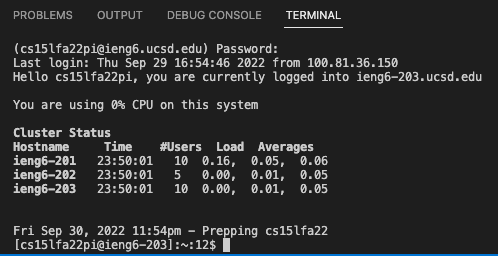 PROBLEMS OUTPUT DEBUG CONSOLE TERMINAL
(cs15lfa22pi@ieng6.ucsd.edu) Password:
Last login: Thu Sep 29 16:54:46 2022 from 100.81.36.150
Hello cs15lfa22pi, you are currently logged into ieng6-203.ucsd.edu
You are using 0% CPU on this system
Cluster Status
Hostname Time #Users Load Averages
ieng6-201 23:50:01 10 0.16, 0.05, 0.06
ieng6-202 23:50:01 5 0.00, 0.01, 0.05
ieng6-203 23:50:01 10 0.00, 0.01, 0.05
Fri Sep 30, 2022 11:54pm - Prepping cs15lfa22
[cs15lfa22pi@ieng6-203]:~:12$